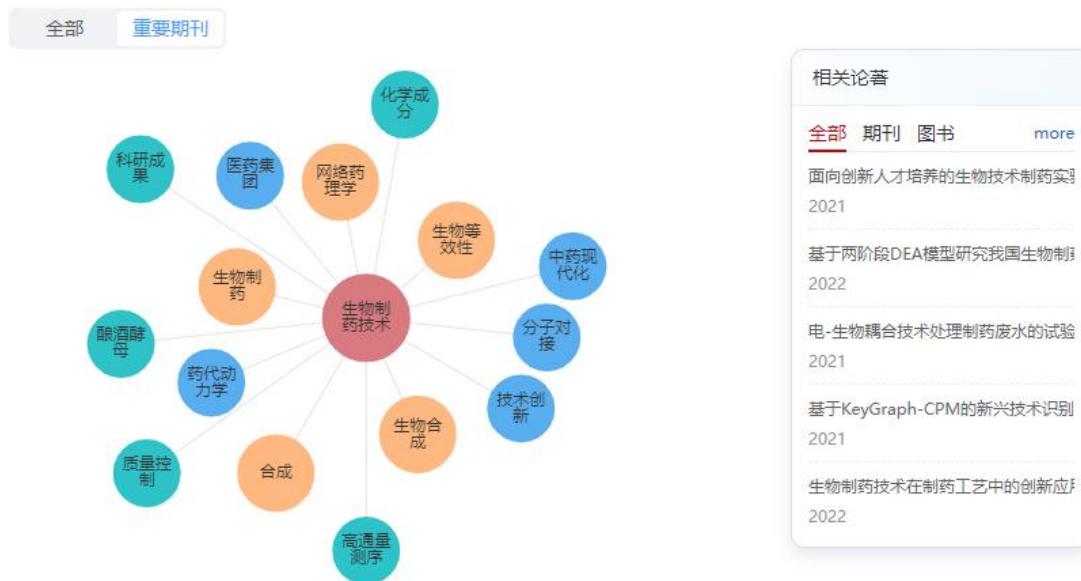 全部
重要期刊
化学成
分
科研成
果
医药集
团
网络药
理学
生物等
效性
中药现
代化
生物制
药
生物制
药技术
酿酒酵
母
分子对
接
药代动
力学
技术创
新
生物合
成
质量控
制
合成
高通量
测序
相关论著
全部 期刊 图书 more
面向创新人才培养的生物技术制药实
2021
基于两阶段DEA模型研究我国生物制
2022
电-生物耦合技术处理制药废水的试验
2021
基于KeyGraph-CPM的新兴技术识别
2021
生物制药技术在制药工艺中的创新应
2022